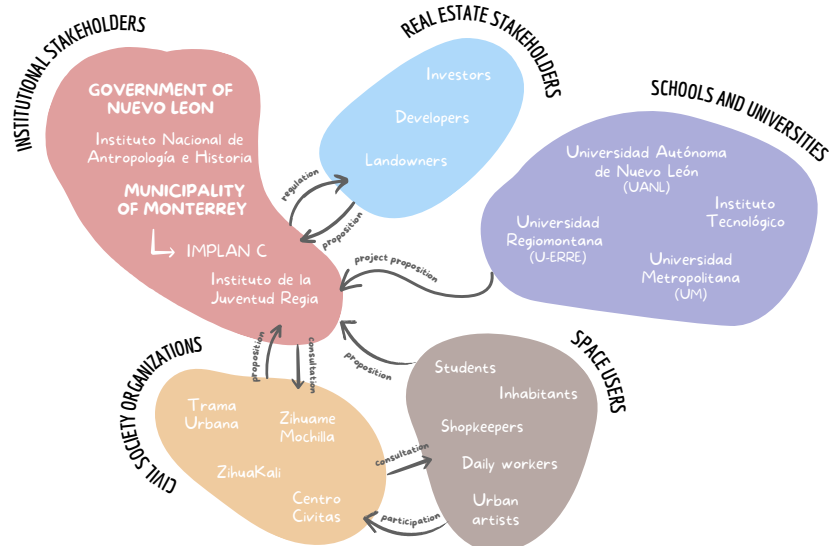 INSTITUTIONAL STAKEHOLDERS
GOVERNMENT OF
NUEVO LEON
Instituto Nacional de
Antropología e Historia
MUNICIPALITY
OF MONTERREY
IMPLAN C
Instituto de la
Juventud Regia
REAL ESTATE STAKEHOLDERS
Investors
Developers
Landowners
regulation
proposition
SCHOOLS AND UNIVERSITIES
Universidad Autónoma
de Nuevo León
(UANL)
Instituto
Tecnológico
Universidad
Regiomontana
(U-ERRE)
Universidad
Metropolitana
(UM)
project proposition
CIVIL SOCIETY ORGANIZATIONS
proposition
consultation
Trama
Urbana
Zihuame
Mochilla
ZihuaKali
Centro
Civitas
SPACE USERS
proposition
Students
Inhabitants
Shopkeepers
Daily workers
Urban
artists
consultation
participation